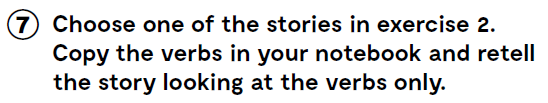 7 Choose one of the stories in exercise 2.
Copy the verbs in your notebook and retell
the story looking at the verbs only.